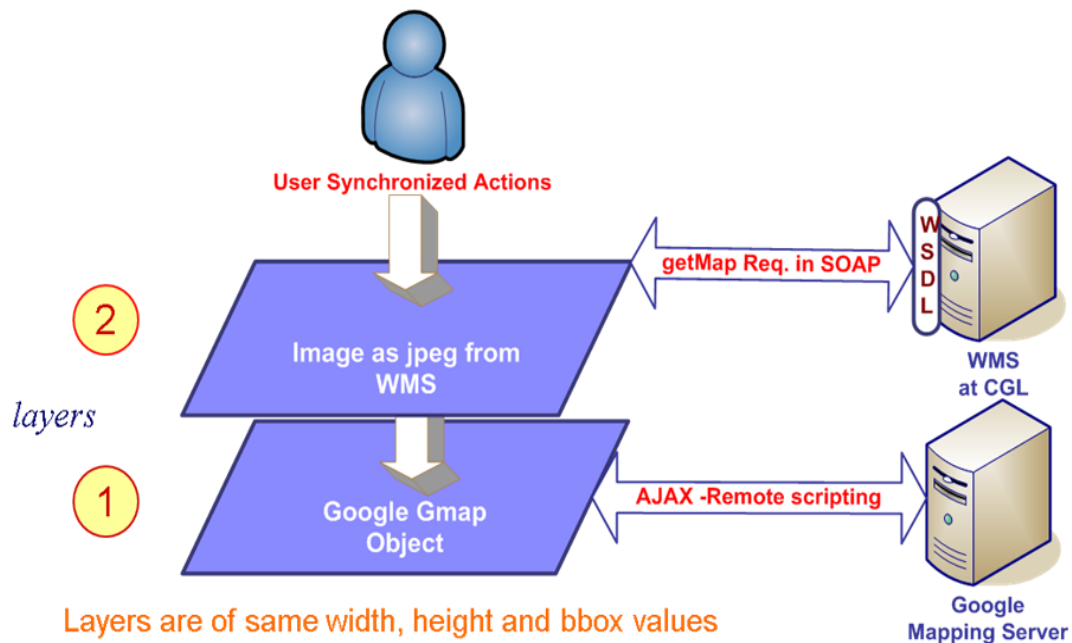 User Synchronized Actions
getMap Req. in SOAP
WSDL
WMS
at CGL
2
Image as jpeg from
WMS
layers
1
Google Gmap
Object
AJAX -Remote scripting
Google
Mapping Server
Layers are of same width, height and bbox values